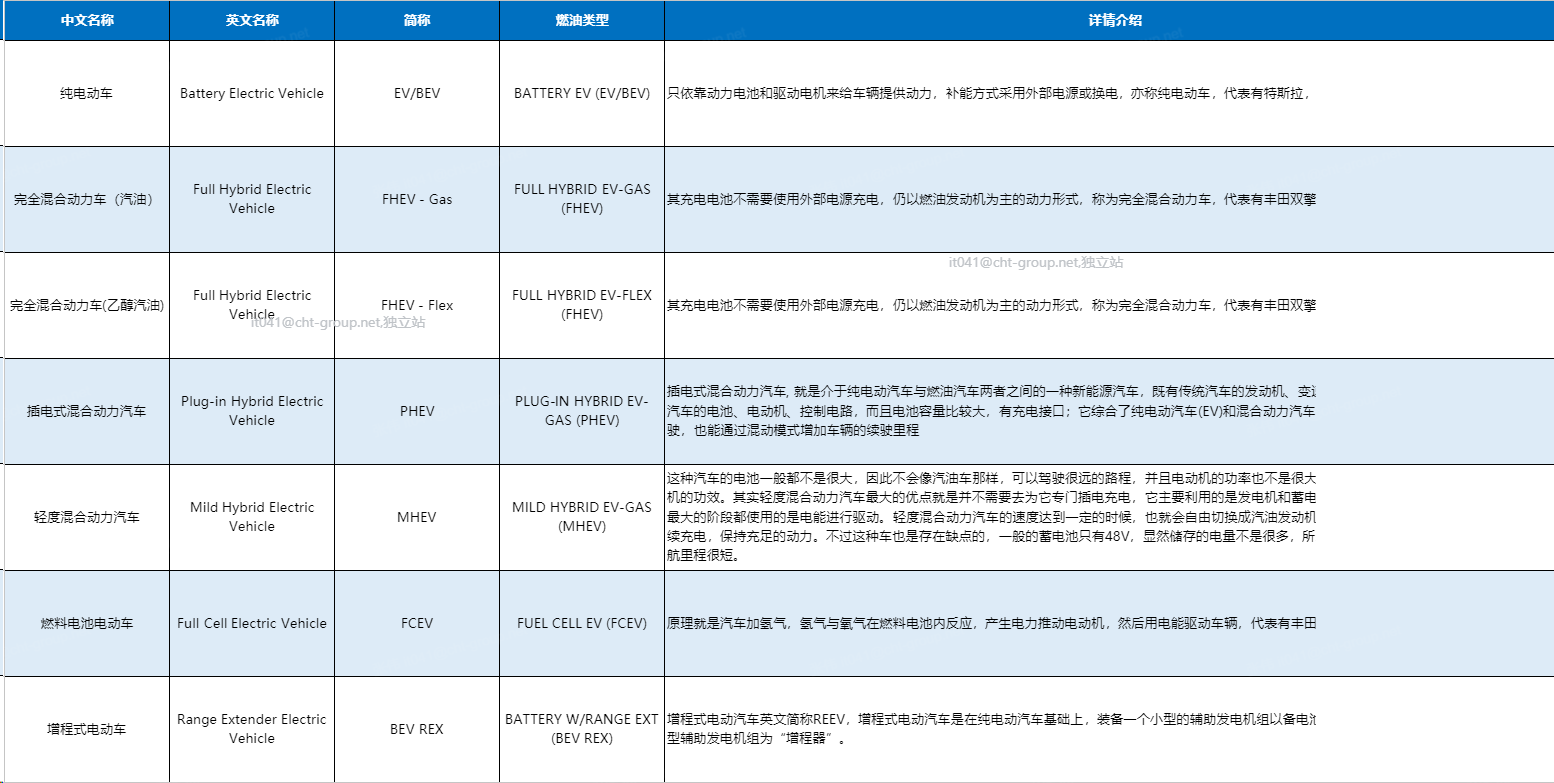 中文名称 英文名称 简称 燃油类型 详情介绍
纯电动车 Battery Electric Vehicle EV/BEV BATTERY EV (EV/BEV) 只依靠动力电池和驱动电机来给车辆提供动力，补能方式采用外部电源或换电，亦称纯电动车，代表有特斯拉，
完全混合动力车（汽油）
Full Hybrid Electric
Vehicle
FHEV - Gas
FULL HYBRID EV-GAS
(FHEV)
其充电电池不需要使用外部电源充电，仍以燃油发动机为主的动力形式，称为完全混合动力车，代表有丰田双擎
it041@cht-group.net,独立站
完全混合动力车(乙醇汽油)
Full Hybrid Electric
Vehicle
FHEV - Flex
FULL HYBRID EV-FLEX
(FHEV)
其充电电池不需要使用外部电源充电，仍以燃油发动机为主的动力形式，称为完全混合动力车，代表有丰田双擎
it041@cht-group.net,独立站
插电式混合动力汽车
Plug-in Hybrid Electric
Vehicle
PHEV
PLUG-IN HYBRID EV-
GAS (PHEV)
插电式混合动力汽车, 就是介于纯电动汽车与燃油汽车两者之间的一种新能源汽车，既有传统汽车的发动机、变
汽车的电池、电动机、控制电路，而且电池容量比较大，有充电接口；它综合了纯电动汽车(EV)和混合动力汽车
驶，也能通过混动模式增加车辆的续驶里程
轻度混合动力汽车
Mild Hybrid Electric
Vehicle
MHEV
MILD HYBRID EV-GAS
(MHEV)
这种汽车的电池一般都不是很大，因此不会像汽油车那样，可以驾驶很远的路程，并且电动机的功率也不是很大
机的功效。其实轻度混合动力汽车最大的优点就是并不需要去为它专门插电充电，它主要利用的是发电机和蓄电
最大的阶段都使用的是电能进行驱动。轻度混合动力汽车的速度达到一定的时候，也就会自由切换成汽油发动机
续充电，保持充足的动力。不过这种车也是存在缺点的，一般的蓄电池只有48V，显然储存的电量不是很多，所
航里程很短。
燃料电池电动车 Full Cell Electric Vehicle FCEV FUEL CELL EV (FCEV) 原理就是汽车加氢气，氢气与氧气在燃料电池内反应，产生电力推动电动机，然后用电能驱动车辆，代表有丰田
增程式电动车
Range Extender Electric
Vehicle
BEV REX
BATTERY W/RANGE EXT
(BEV REX)
增程式电动汽车英文简称REEV，增程式电动汽车是在纯电动汽车基础上，装备一个小型的辅助发电机组以备电
型辅助发电机组为“增程器”。